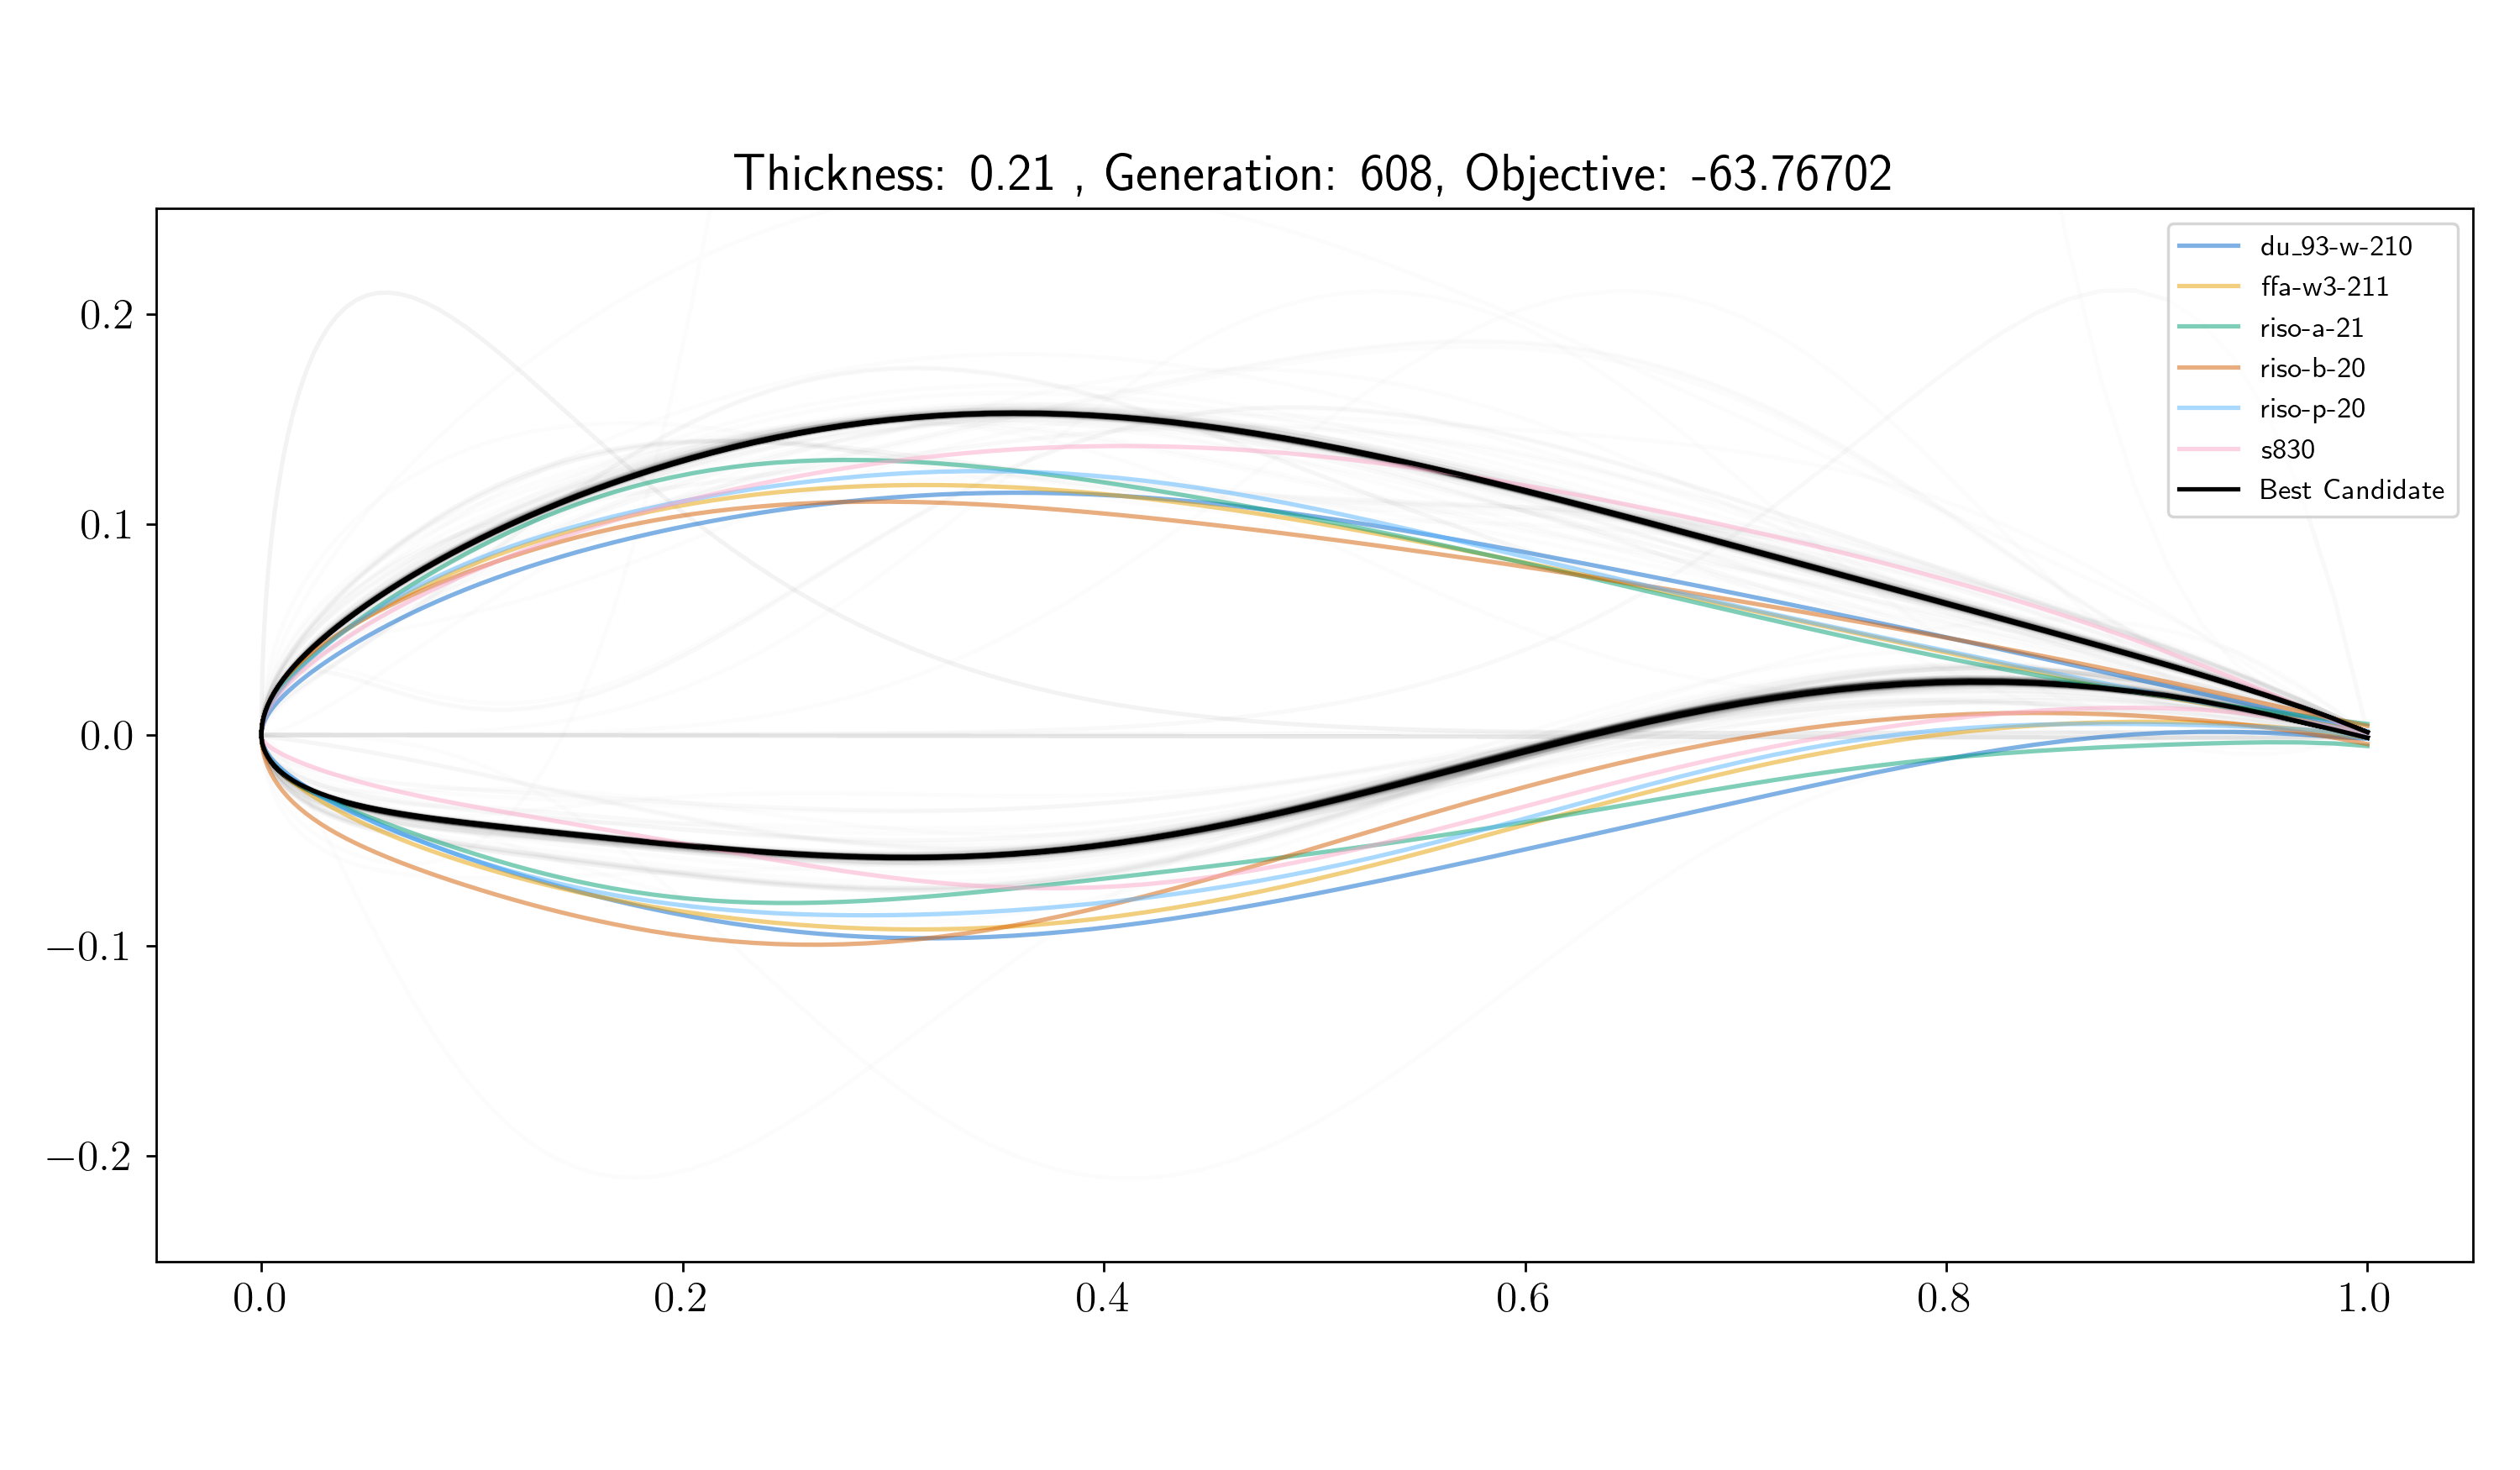 Thickness: 0.21 , Generation: 608, Objective: -63.76702
du_93-w-210
ffa-w3-211
riso-a-21
riso-b-20
riso-p-20
s830
Best Candidate
0.2
0.1
0.0
−0.1
−0.2
0.0 0.2 0.4 0.6 0.8 1.0